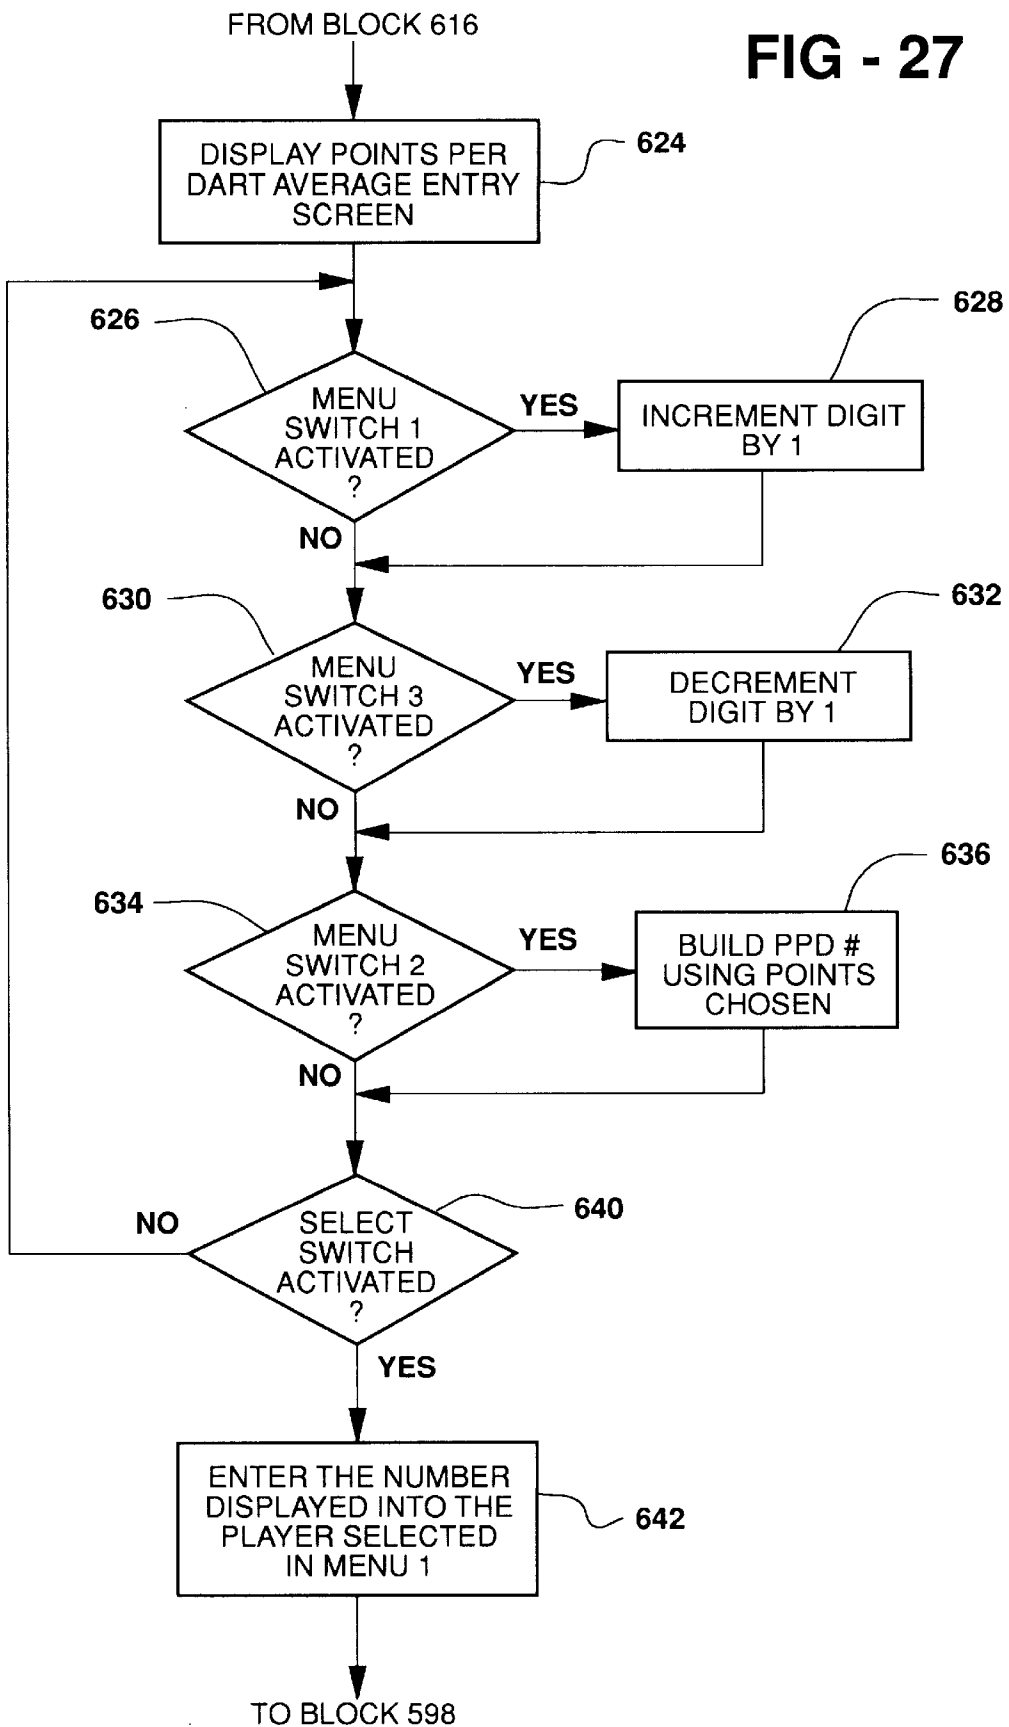 FROM BLOCK 616
FIG - 27
DISPLAY POINTS PER
DART AVERAGE ENTRY
SCREEN
624
626
MENU
SWITCH 1
ACTIVATED
?
YES
628
INCREMENT DIGIT
BY 1
NO
630
MENU
SWITCH 3
ACTIVATED
?
YES
632
DECREMENT
DIGIT BY 1
NO
634
MENU
SWITCH 2
ACTIVATED
?
YES
636
BUILD PPD #
USING POINTS
CHOSEN
NO
640
SELECT
SWITCH
ACTIVATED
?
NO
YES
ENTER THE NUMBER
DISPLAYED INTO THE
PLAYER SELECTED
IN MENU 1
642
TO BLOCK 598